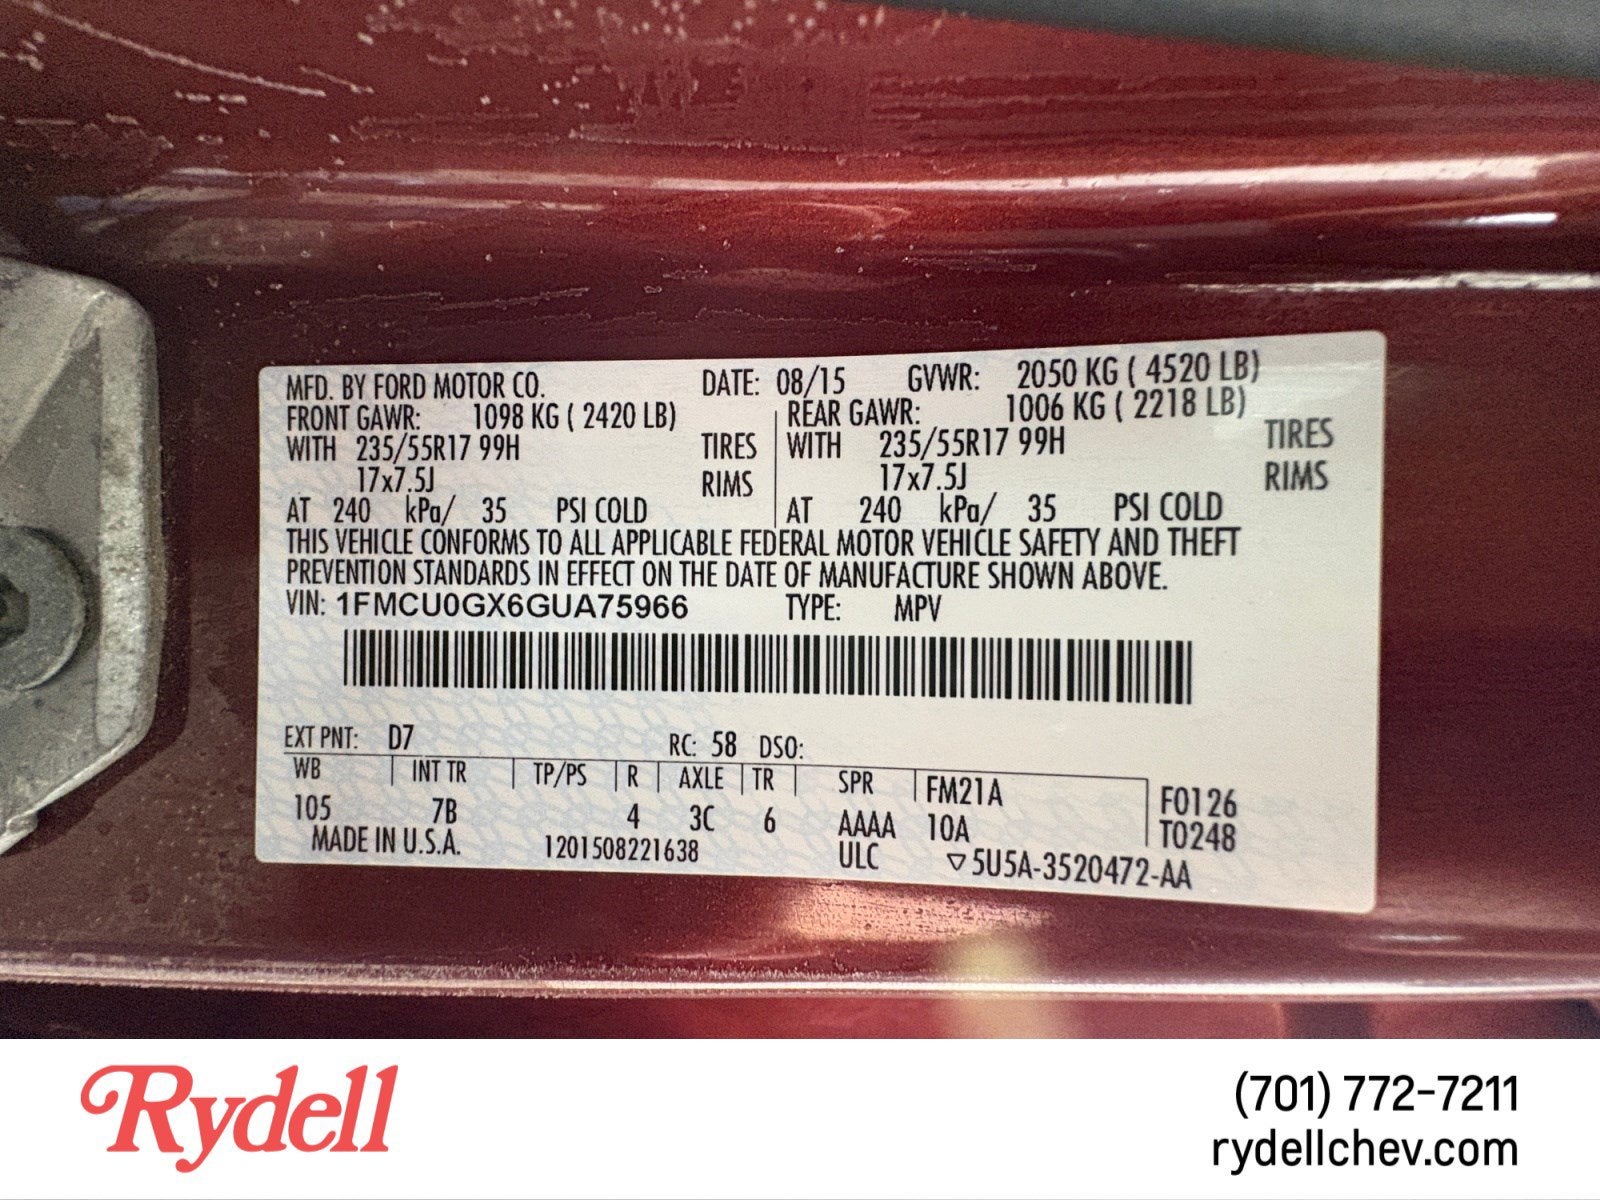 MFD. BY FORD MOTOR CO. DATE: 08/15 GVWR: 2050 KG ( 4520 LB)
FRONT GAWR: 1098 KG ( 2420 LB) REAR GAWR: 1006 KG ( 2218 LB)
WITH 235/55R17 99H TIRES WITH 235/55R17 99H TIRES
17x7.5J RIMS 17x7.5J RIMS
AT 240 kPa/ 35 PSI COLD AT 240 kPa/ 35 PSI COLD
THIS VEHICLE CONFORMS TO ALL APPLICABLE FEDERAL MOTOR VEHICLE SAFETY AND THEFT
PREVENTION STANDARDS IN EFFECT ON THE DATE OF MANUFACTURE SHOWN ABOVE.
VIN: 1FMCU0GX6GUA75966 TYPE: MPV
EXT PNT: D7 RC: 58 DSO:
WB INT TR TP/PS R AXLE TR SPR FM21A F0126
105 7B 4 3C 6 AAAA 10A T0248
MADE IN U.S.A. 1201508221638 ULC ▽5U5A-3520472-AA
Rydell
(701) 772-7211
rydellchev.com